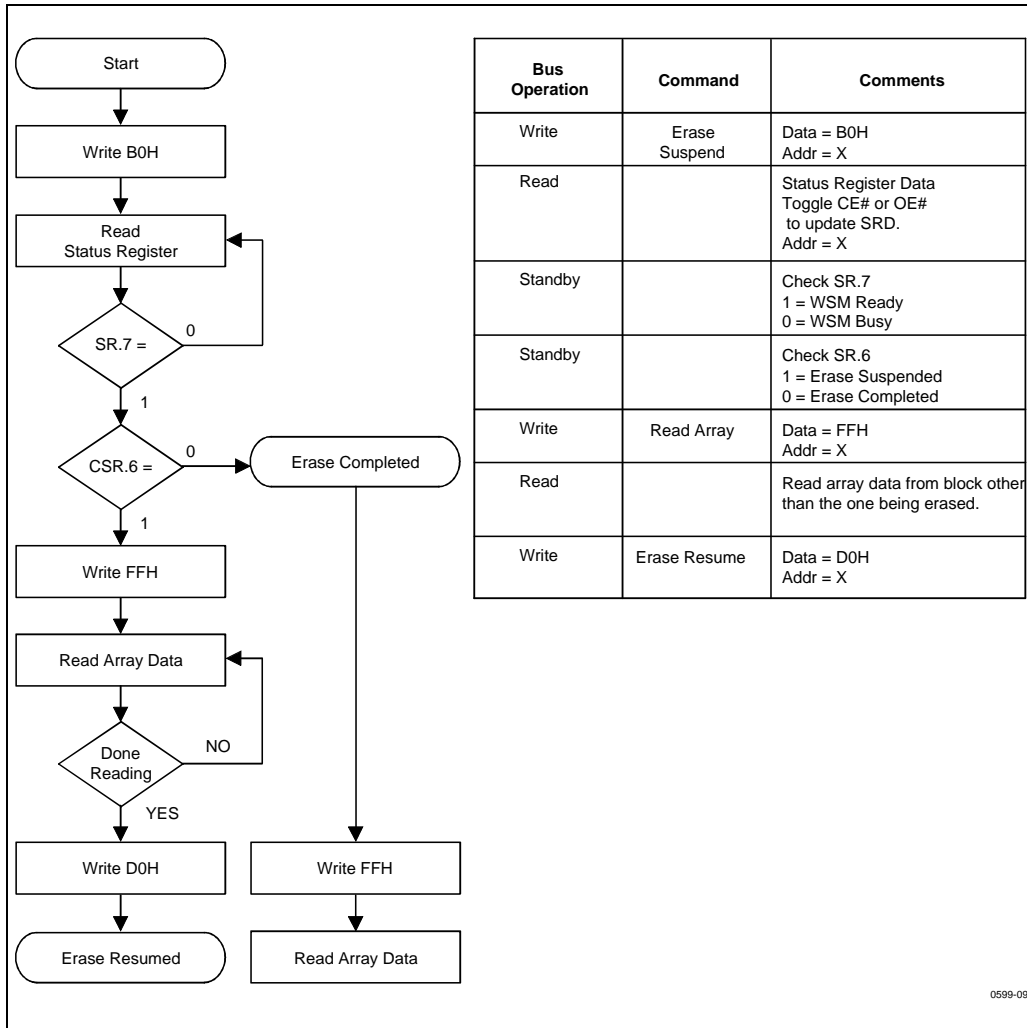 Start
Write B0H
Read
Status Register
SR.7 =
0
1
CSR.6 =
0
Erase Completed
1
Write FFH
Read Array Data
Done
Reading
NO
YES
Write D0H
Write FFH
Erase Resumed
Read Array Data
Bus
Operation
Command
Comments
Write
Erase
Suspend
Data = B0H
Addr = X
Read
Status Register Data
Toggle CE# or OE#
to update SRD.
Addr = X
Standby
Check SR.7
1 = WSM Ready
0 = WSM Busy
Standby
Check SR.6
1 = Erase Suspended
0 = Erase Completed
Write
Read Array
Data = FFH
Addr = X
Read
Read array data from block other
than the one being erased.
Write
Erase Resume
Data = D0H
Addr = X
0599-09